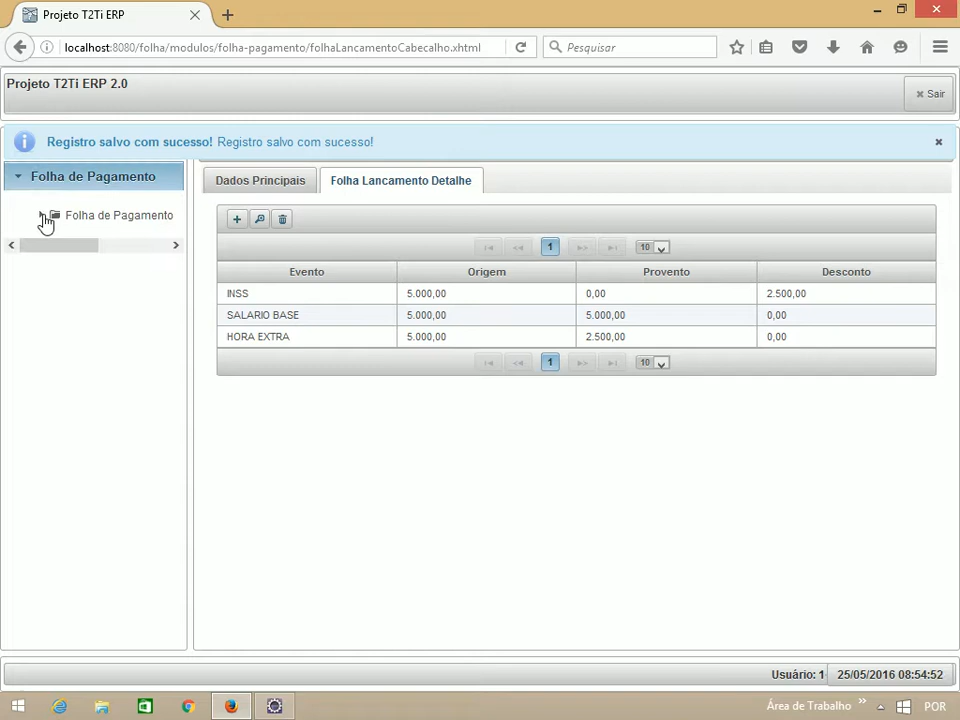 Projeto T2Ti ERP
localhost:8080/folha/modulos/folha-pagamento/folhaLancamentoCabecalho.xhtml
Pesquisar
Projeto T2Ti ERP 2.0
Sair
Registro salvo com sucesso! Registro salvo com sucesso!
Folha de Pagamento
Folha de Pagamento
Dados Principais
Folha Lancamento Detalhe
1
10
Evento Origem Provento Desconto
INSS 5.000,00 0,00 2.500,00
SALARIO BASE 5.000,00 5.000,00 0,00
HORA EXTRA 5.000,00 2.500,00 0,00
1
10
Usuário: 1
25/05/2016 08:54:52
Área de Trabalho
POR